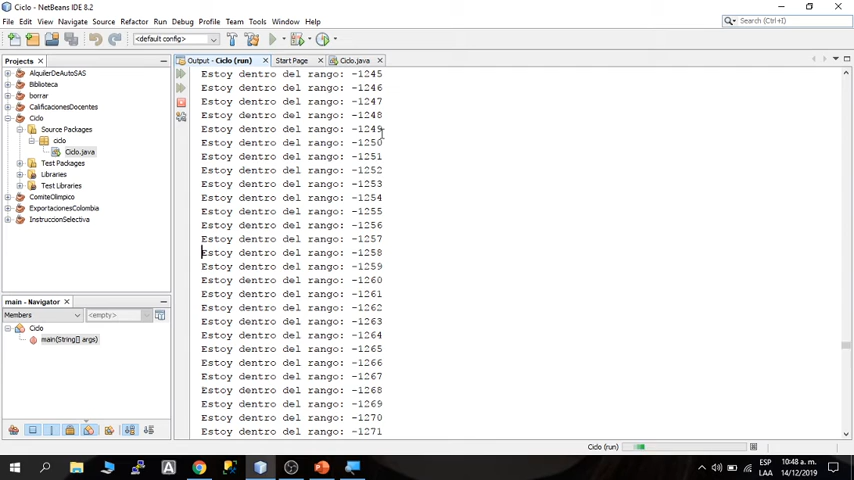 Ciclo - NetBeans IDE 8.2
File Edit View Navigate Source Refactor Run Debug Profile Team Tools Window Help
Search (Ctrl+I)
<default config>
Projects
Output - Ciclo (run) Start Page Ciclo.java
AlquilerDeAutoSAS
Biblioteca
borrar
CalificacionesDocentes
Ciclo
Source Packages
ciclo
Ciclo.java
Test Packages
Libraries
Test Libraries
ComiteOlimpico
ExportacionesColombia
InstruccionSelectiva
Estoy dentro del rango: -1245
Estoy dentro del rango: -1246
Estoy dentro del rango: -1247
Estoy dentro del rango: -1248
Estoy dentro del rango: -1249
Estoy dentro del rango: -1250
Estoy dentro del rango: -1251
Estoy dentro del rango: -1252
Estoy dentro del rango: -1253
Estoy dentro del rango: -1254
Estoy dentro del rango: -1255
Estoy dentro del rango: -1256
Estoy dentro del rango: -1257
Estoy dentro del rango: -1258
Estoy dentro del rango: -1259
Estoy dentro del rango: -1260
Estoy dentro del rango: -1261
Estoy dentro del rango: -1262
Estoy dentro del rango: -1263
Estoy dentro del rango: -1264
Estoy dentro del rango: -1265
Estoy dentro del rango: -1266
Estoy dentro del rango: -1267
Estoy dentro del rango: -1268
Estoy dentro del rango: -1269
Estoy dentro del rango: -1270
Estoy dentro del rango: -1271
main - Navigator
Members <empty>
Ciclo
main(String[] args)
Ciclo (run)
ESP 10:48 a. m.
LAA 14/12/2019